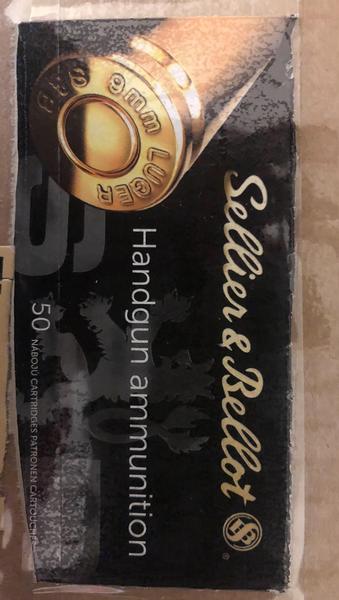 S&B 9mm LUGER
Sellier & Bellot
Handgun ammunition
50 NÁBOJŮ CARTRIDGES PATRONEN CARTOUCHES